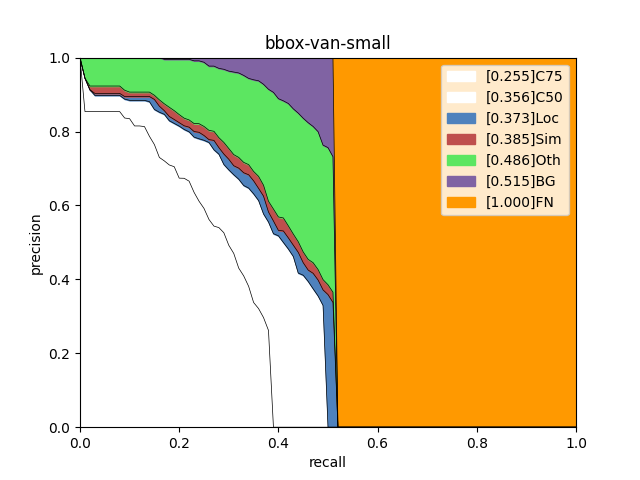 bbox-van-small
1.0
0.8
0.6
0.4
0.2
0.0
precision
0.0 0.2 0.4 0.6 0.8 1.0
recall
[0.255]C75
[0.356]C50
[0.373]Loc
[0.385]Sim
[0.486]Oth
[0.515]BG
[1.000]FN